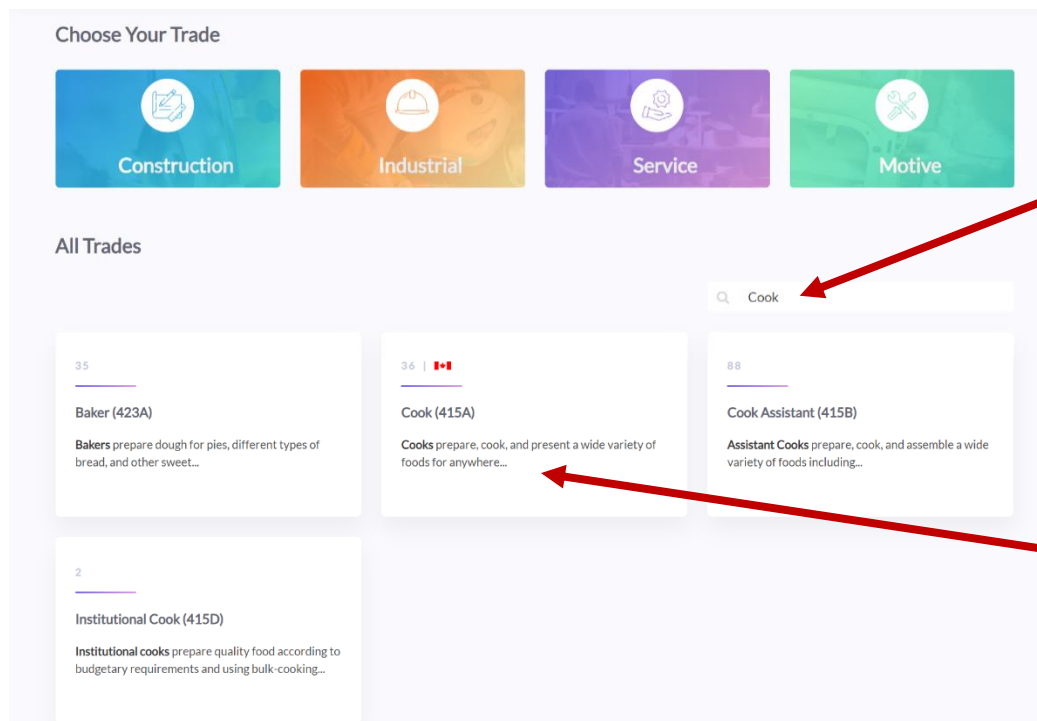 Choose Your Trade
Construction
Industrial
Service
Motive
All Trades
Cook
35
Baker (423A)
Bakers prepare dough for pies, different types of
bread, and other sweet...
36 |
Cook (415A)
Cooks prepare, cook, and present a wide variety of
foods for anywhere...
88
Cook Assistant (415B)
Assistant Cooks prepare, cook, and assemble a wide
variety of foods including...
2
Institutional Cook (415D)
Institutional cooks prepare quality food according to
budgetary requirements and using bulk-cooking...